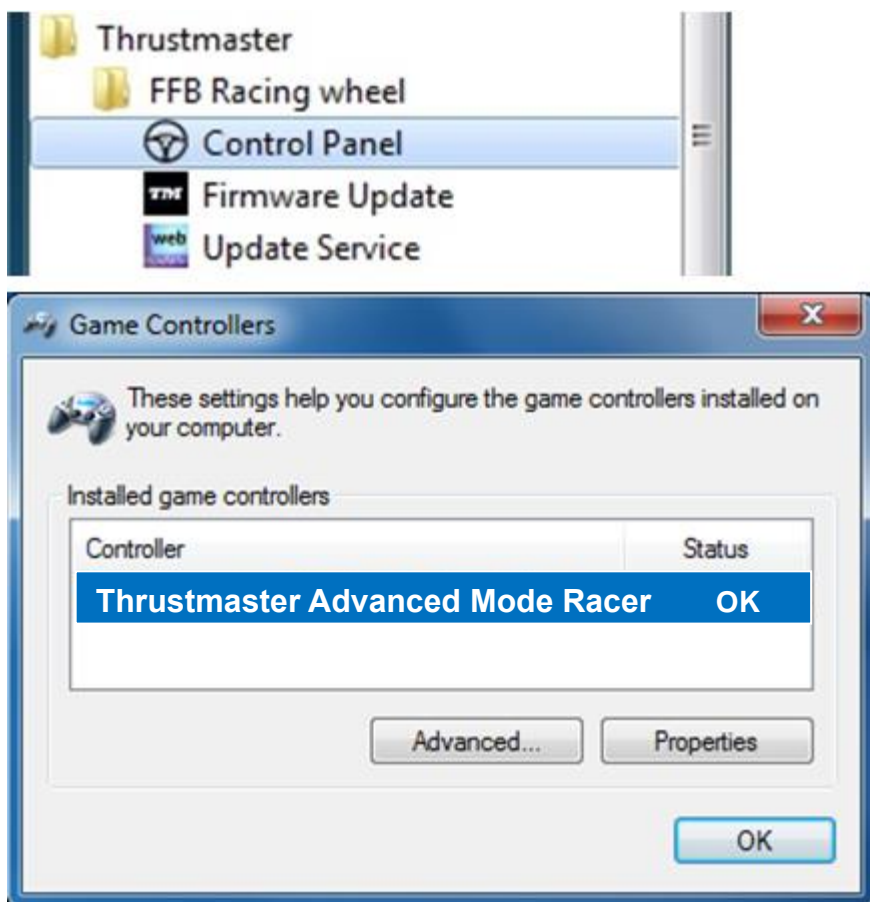 Thrustmaster
FFB Racing wheel
Control Panel
TM Firmware Update
web Update Service
Game Controllers
These settings help you configure the game controllers installed on
your computer.
Installed game controllers
Controller Status
Thrustmaster Advanced Mode Racer OK
Advanced... Properties
OK